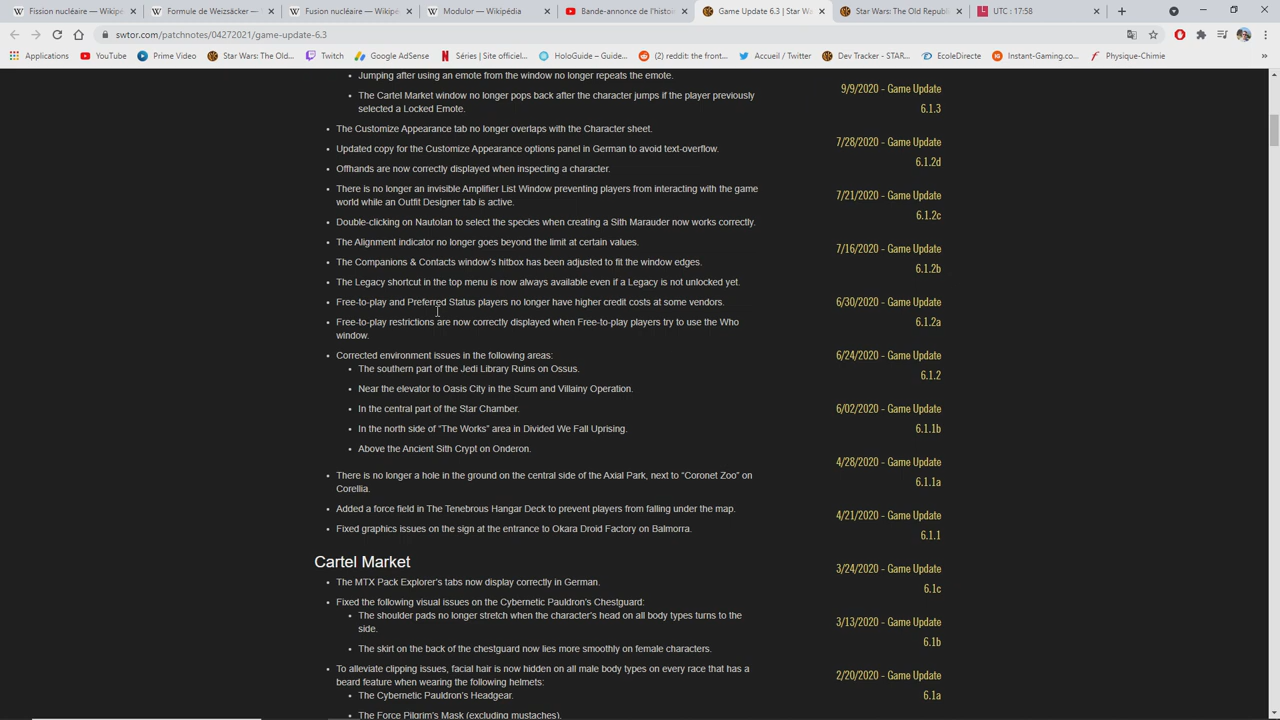 Fission nucléaire — Wikipé
Formule de Weizsäcker —
Fusion nucléaire — Wikipé
Modulor — Wikipédia
Bande-annonce de l'histoi
Game Update 6.3 | Star W
Star Wars: The Old Republ
UTC : 17:58
swtor.com/patchnotes/04272021/game-update-6.3
Applications
YouTube
Prime Video
Star Wars: The Old...
Twitch
Google AdSense
Séries | Site officiel...
HoloGuide – Guide...
(2) reddit: the front...
Accueil / Twitter
Dev Tracker - STAR...
EcoleDirecte
Instant-Gaming.co...
Physique-Chimie
Jumping after using an emote from the window no longer repeats the emote.
The Cartel Market window no longer pops back after the character jumps if the player previously
selected a Locked Emote.
The Customize Appearance tab no longer overlaps with the Character sheet.
Updated copy for the Customize Appearance options panel in German to avoid text-overflow.
Offhands are now correctly displayed when inspecting a character.
There is no longer an invisible Amplifier List Window preventing players from interacting with the game
world while an Outfit Designer tab is active.
Double-clicking on Nautolan to select the species when creating a Sith Marauder now works correctly.
The Alignment indicator no longer goes beyond the limit at certain values.
The Companions & Contacts window's hitbox has been adjusted to fit the window edges.
The Legacy shortcut in the top menu is now always available even if a Legacy is not unlocked yet.
Free-to-play and Preferred Status players no longer have higher credit costs at some vendors.
Free-to-play restrictions are now correctly displayed when Free-to-play players try to use the Who
window.
Corrected environment issues in the following areas:
The southern part of the Jedi Library Ruins on Ossus.
Near the elevator to Oasis City in the Scum and Villainy Operation.
In the central part of the Star Chamber.
In the north side of “The Works” area in Divided We Fall Uprising.
Above the Ancient Sith Crypt on Onderon.
There is no longer a hole in the ground on the central side of the Axial Park, next to “Coronet Zoo” on
Corellia.
Added a force field in The Tenebrous Hangar Deck to prevent players from falling under the map.
Fixed graphics issues on the sign at the entrance to Okara Droid Factory on Balmorra.
Cartel Market
The MTX Pack Explorer's tabs now display correctly in German.
Fixed the following visual issues on the Cybernetic Pauldron's Chestguard:
The shoulder pads no longer stretch when the character's head on all body types turns to the
side.
The skirt on the back of the chestguard now lies more smoothly on female characters.
To alleviate clipping issues, facial hair is now hidden on all male body types on every race that has a
beard feature when wearing the following helmets:
The Cybernetic Pauldron's Headgear.
The Force Pilgrim's Mask (excluding mustaches).
9/9/2020 - Game Update
6.1.3
7/28/2020 - Game Update
6.1.2d
7/21/2020 - Game Update
6.1.2c
7/16/2020 - Game Update
6.1.2b
6/30/2020 - Game Update
6.1.2a
6/24/2020 - Game Update
6.1.2
6/02/2020 - Game Update
6.1.1b
4/28/2020 - Game Update
6.1.1a
4/21/2020 - Game Update
6.1.1
3/24/2020 - Game Update
6.1c
3/13/2020 - Game Update
6.1b
2/20/2020 - Game Update
6.1a